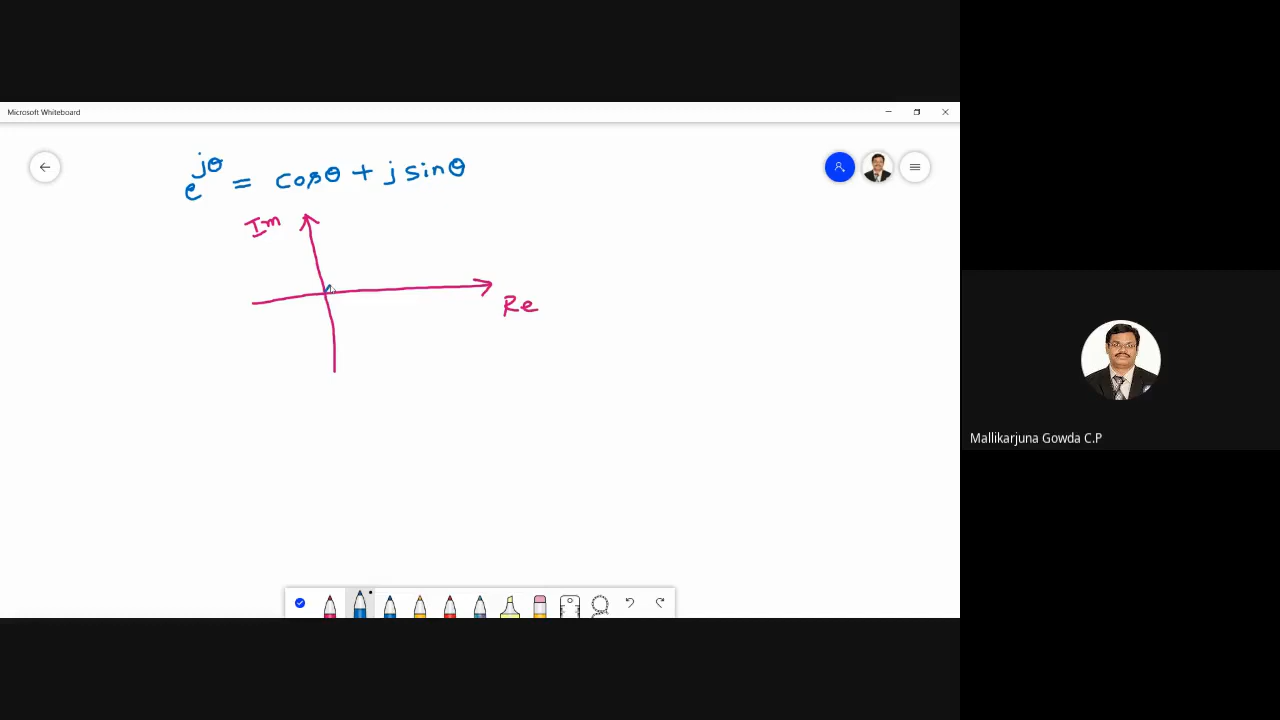 Microsoft Whiteboard
e^jθ = cosθ + j sinθ
Im
Re
Mallikarjuna Gowda C.P